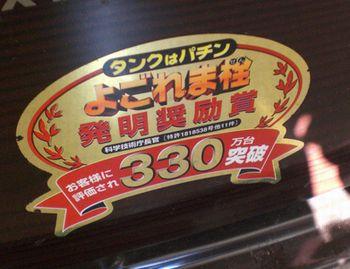 タンクはパチン
よごれま栓
せん
発明奨励賞
科学技術庁長官 (特許1818538号他11件)
お客様に
評価され
330万台
突破